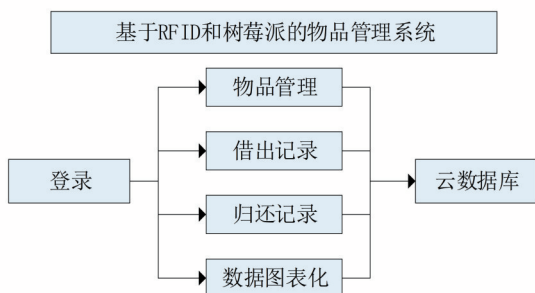 基于RFID和树莓派的物品管理系统
物品管理
借出记录
登录
云数据库
归还记录
数据图表化